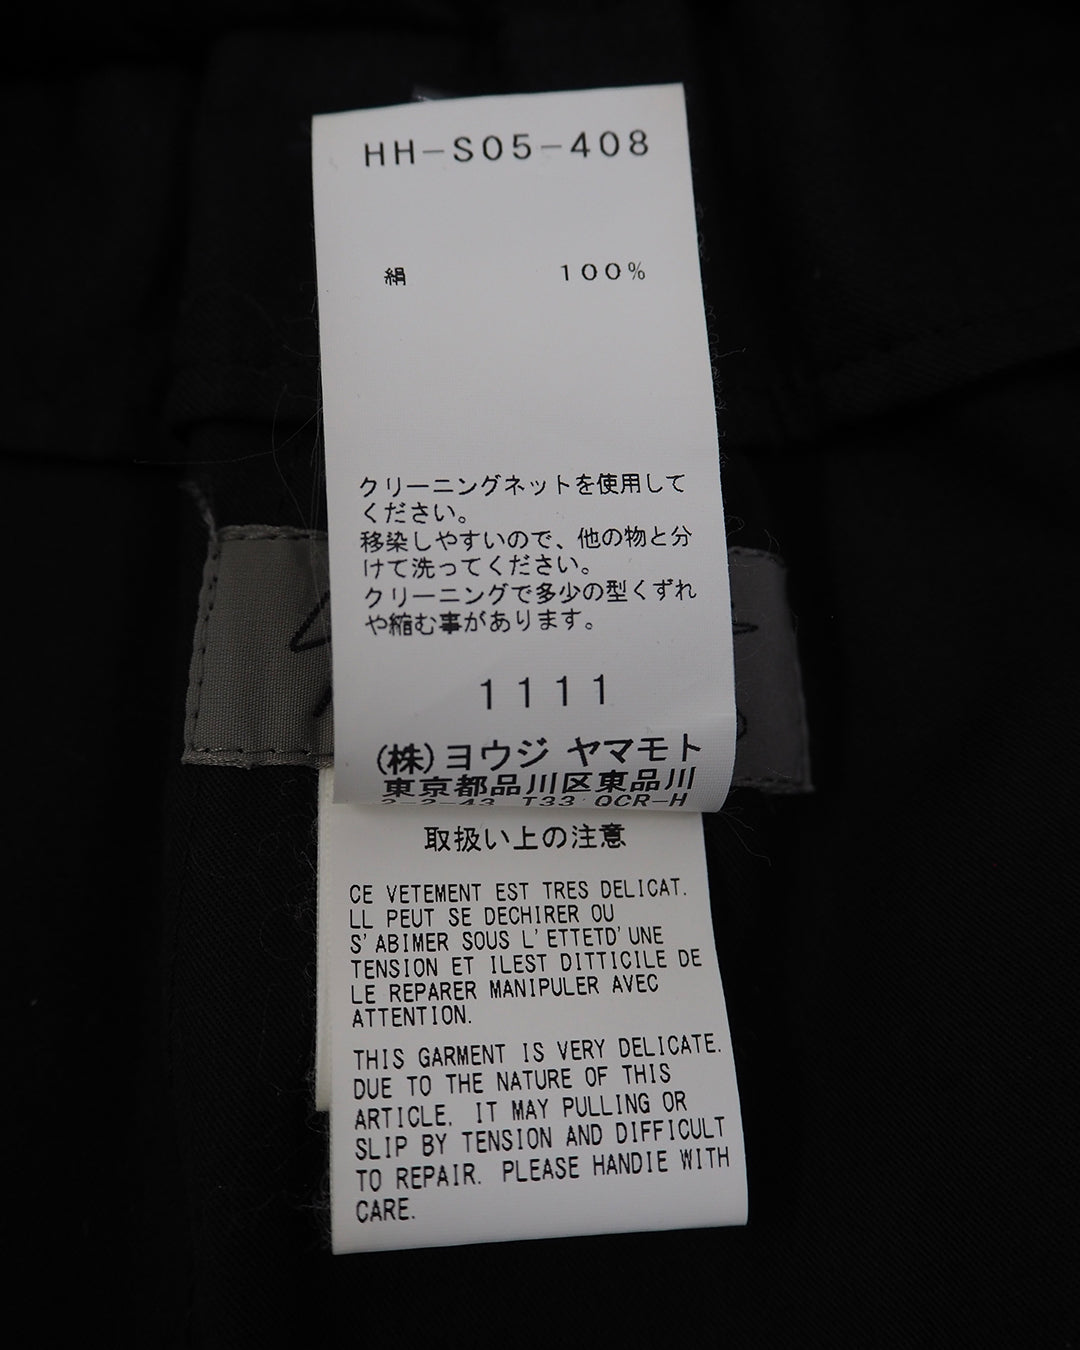 HH-S05-408
絹 100%
クリーニングネットを使用して
ください。
移染しやすいので、他の物と分
けて洗ってください。
クリーニングで多少の型くずれ
や縮む事があります。
1111
(株)ヨウジ ヤマモト
東京都品川区東品川
2-2-43 T33 OCR-H
取扱い上の注意
CE VETEMENT EST TRES DELICAT.
LL PEUT SE DECHIRER OU
S'ABIMER SOUS L'ETTETD'UNE
TENSION ET ILEST DITTICILE DE
LE REPARER MANIPULER AVEC
ATTENTION.
THIS GARMENT IS VERY DELICATE.
DUE TO THE NATURE OF THIS
ARTICLE, IT MAY PULLING OR
SLIP BY TENSION AND DIFFICULT
TO REPAIR. PLEASE HANDIE WITH
CARE.